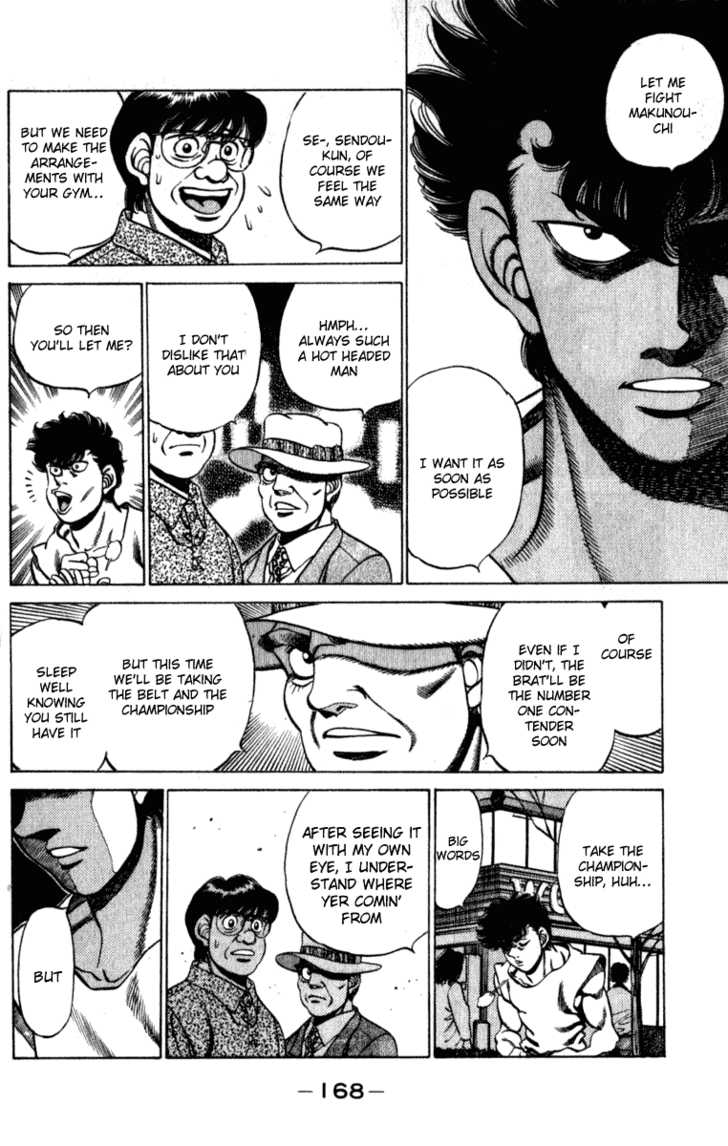 LET ME
FIGHT
MAKUNOU-
CHI
I WANT IT AS
SOON AS
POSSIBLE
SE-, SENDOU-
KUN, OF
COURSE WE
FEEL THE
SAME WAY
BUT WE NEED
TO MAKE THE
ARRANGE-
MENTS WITH
YOUR GYM...
HMPH...
ALWAYS SUCH
A HOT HEADED
MAN
I DON'T
DISLIKE THAT
ABOUT YOU
SO THEN
YOU'LL LET ME?
OF
COURSE
EVEN IF I
DIDN'T, THE
BRAT'LL BE
THE NUMBER
ONE CON-
TENDER
SOON
BUT THIS TIME
WE'LL BE TAKING
THE BELT AND THE
CHAMPIONSHIP
SLEEP
WELL
KNOWING
YOU STILL
HAVE IT
TAKE THE
CHAMPION-
SHIP, HUH...
BIG
WORDS
AFTER SEEING IT
WITH MY OWN
EYE, I UNDER-
STAND WHERE
YER COMIN'
FROM
BUT
—168—